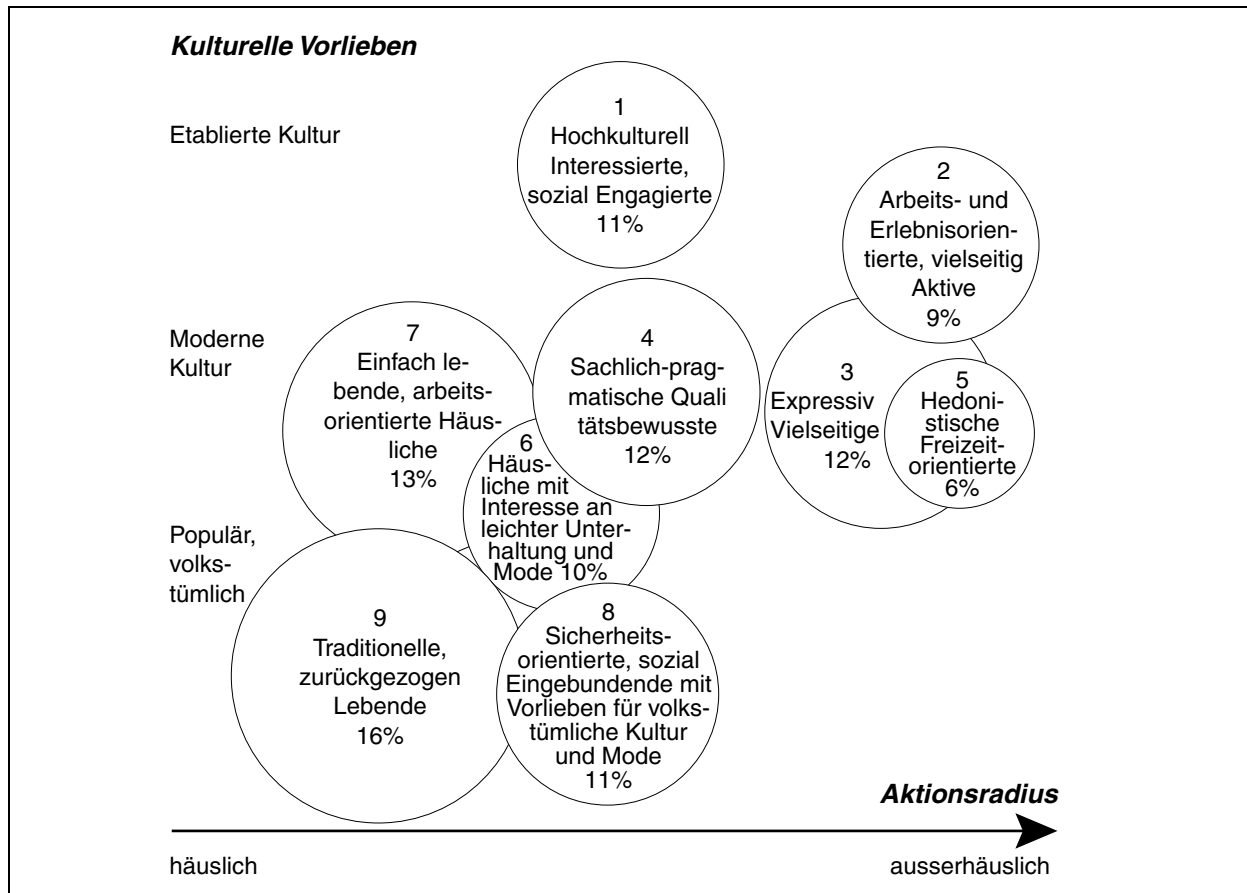 Kulturelle Vorlieben
Etablierte Kultur
1
Hochkulturell
Interessierte,
sozial Engagierte
11%
2
Arbeits- und
Erlebnisorien-
tierte, vielseitig
Aktive
9%
Moderne
Kultur
7
Einfach le-
bende, arbeits-
orientierte Häus-
liche
13%
4
Sachlich-prag-
matische Quali
tätsbewusste
12%
3
Expressiv
Vielseitige
12%
5
Hedoni-
stische
Freizeit-
orientierte
6%
6
Häus-
liche mit
Interesse an
leichter Unter-
haltung und
Mode 10%
Populär,
volks-
tümlich
9
Traditionelle,
zurückgezogen
Lebende
16%
8
Sicherheits-
orientierte, sozial
Eingebundende mit
Vorlieben für volks-
tümliche Kultur
und Mode
11%
Aktionsradius
häuslich
ausserhäuslich